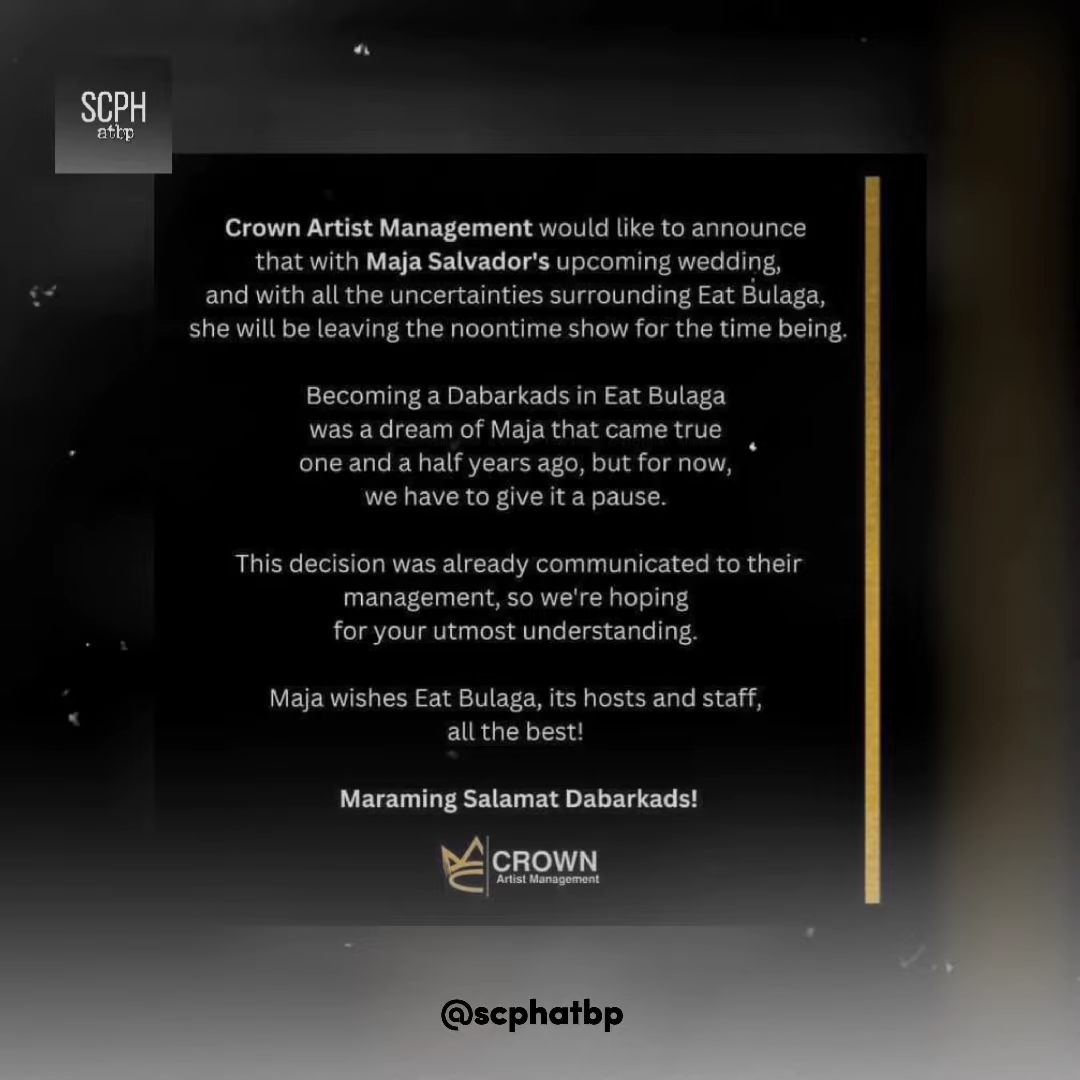 SCPH
atbp
Crown Artist Management would like to announce
that with Maja Salvador's upcoming wedding,
and with all the uncertainties surrounding Eat Bulaga,
she will be leaving the noontime show for the time being.
Becoming a Dabarkads in Eat Bulaga
was a dream of Maja that came true
one and a half years ago, but for now,
we have to give it a pause.
This decision was already communicated to their
management, so we're hoping
for your utmost understanding.
Maja wishes Eat Bulaga, its hosts and staff,
all the best!
Maraming Salamat Dabarkads!
CROWN
Artist Management
@scphatbp